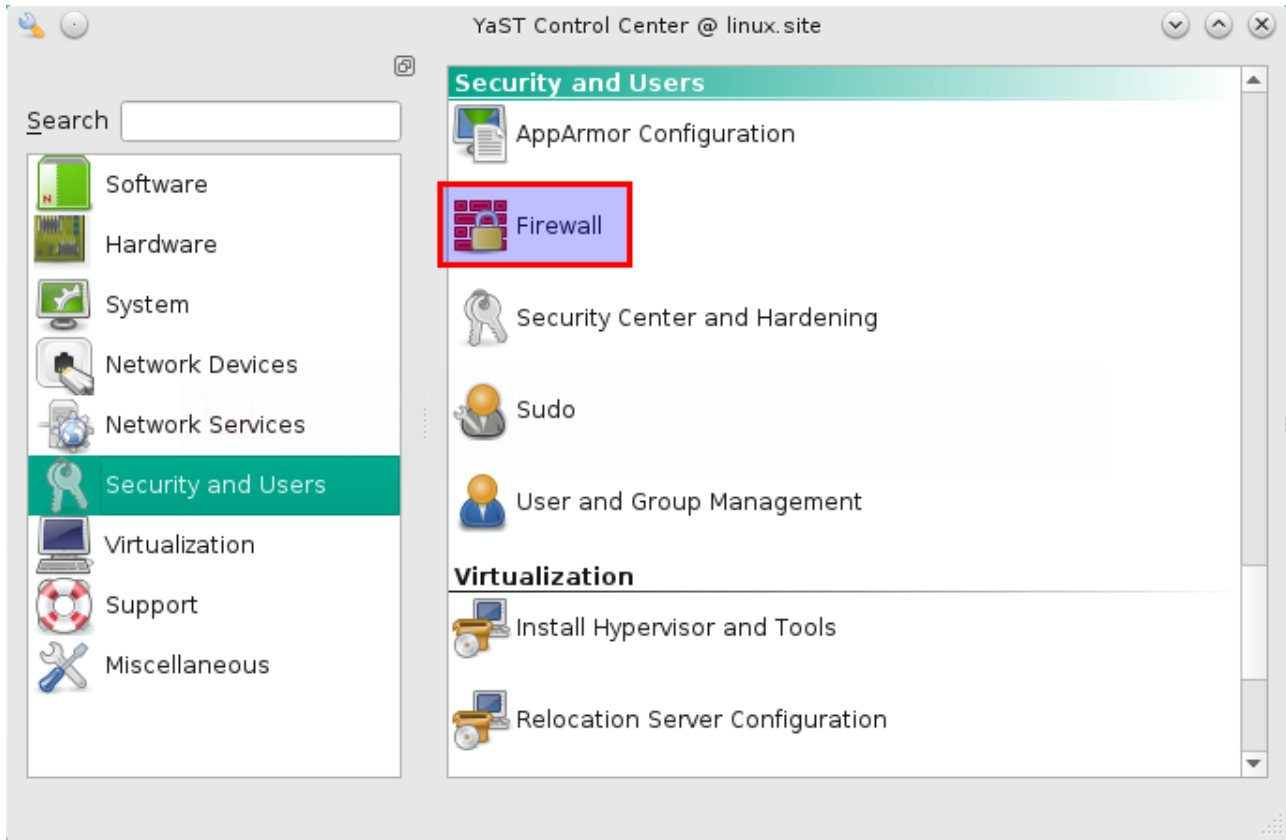 YaST Control Center @ linux.site
Search
Software
Hardware
System
Network Devices
Network Services
Security and Users
Virtualization
Support
Miscellaneous
Security and Users
AppArmor Configuration
Firewall
Security Center and Hardening
Sudo
User and Group Management
Virtualization
Install Hypervisor and Tools
Relocation Server Configuration